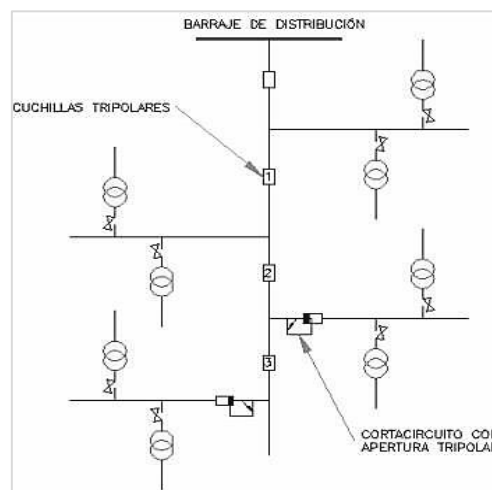 BARRAJE DE DISTRIBUCIÓN
CUCHILLAS TRIPOLARES
1
2
3
CORTACIRCUITO CO
APERTURA TRIPOLA